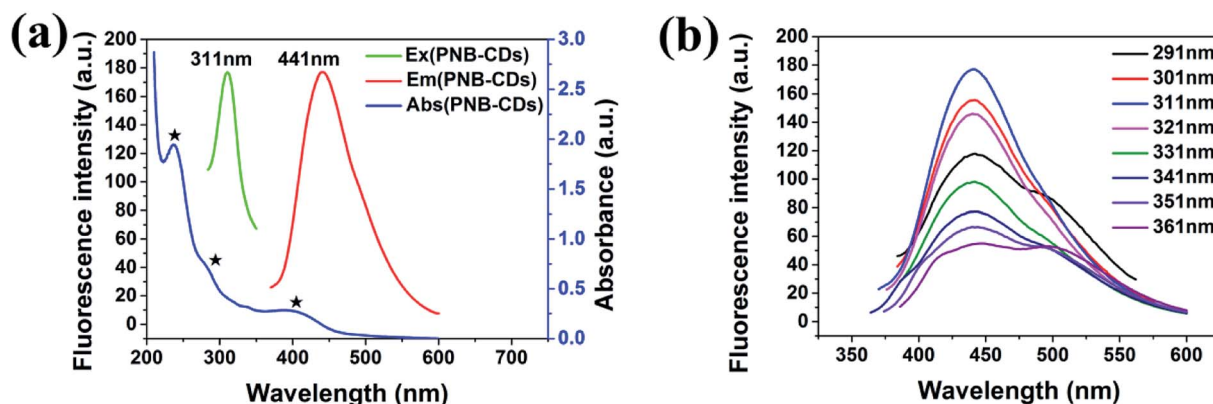 (a)
Fluorescence intensity (a.u.)
200
180
160
140
120
100
80
60
40
20
0
311nm 441nm
Ex(PNB-CDs)
Em(PNB-CDs)
Abs(PNB-CDs)
3.0
2.5
2.0
1.5
1.0
0.5
0.0
Absorbance (a.u.)
200 300 400 500 600 700
Wavelength (nm)
(b)
Fluorescence intensity (a.u.)
200
180
160
140
120
100
80
60
40
20
0
291nm
301nm
311nm
321nm
331nm
341nm
351nm
361nm
350 400 450 500 550 600
Wavelength (nm)